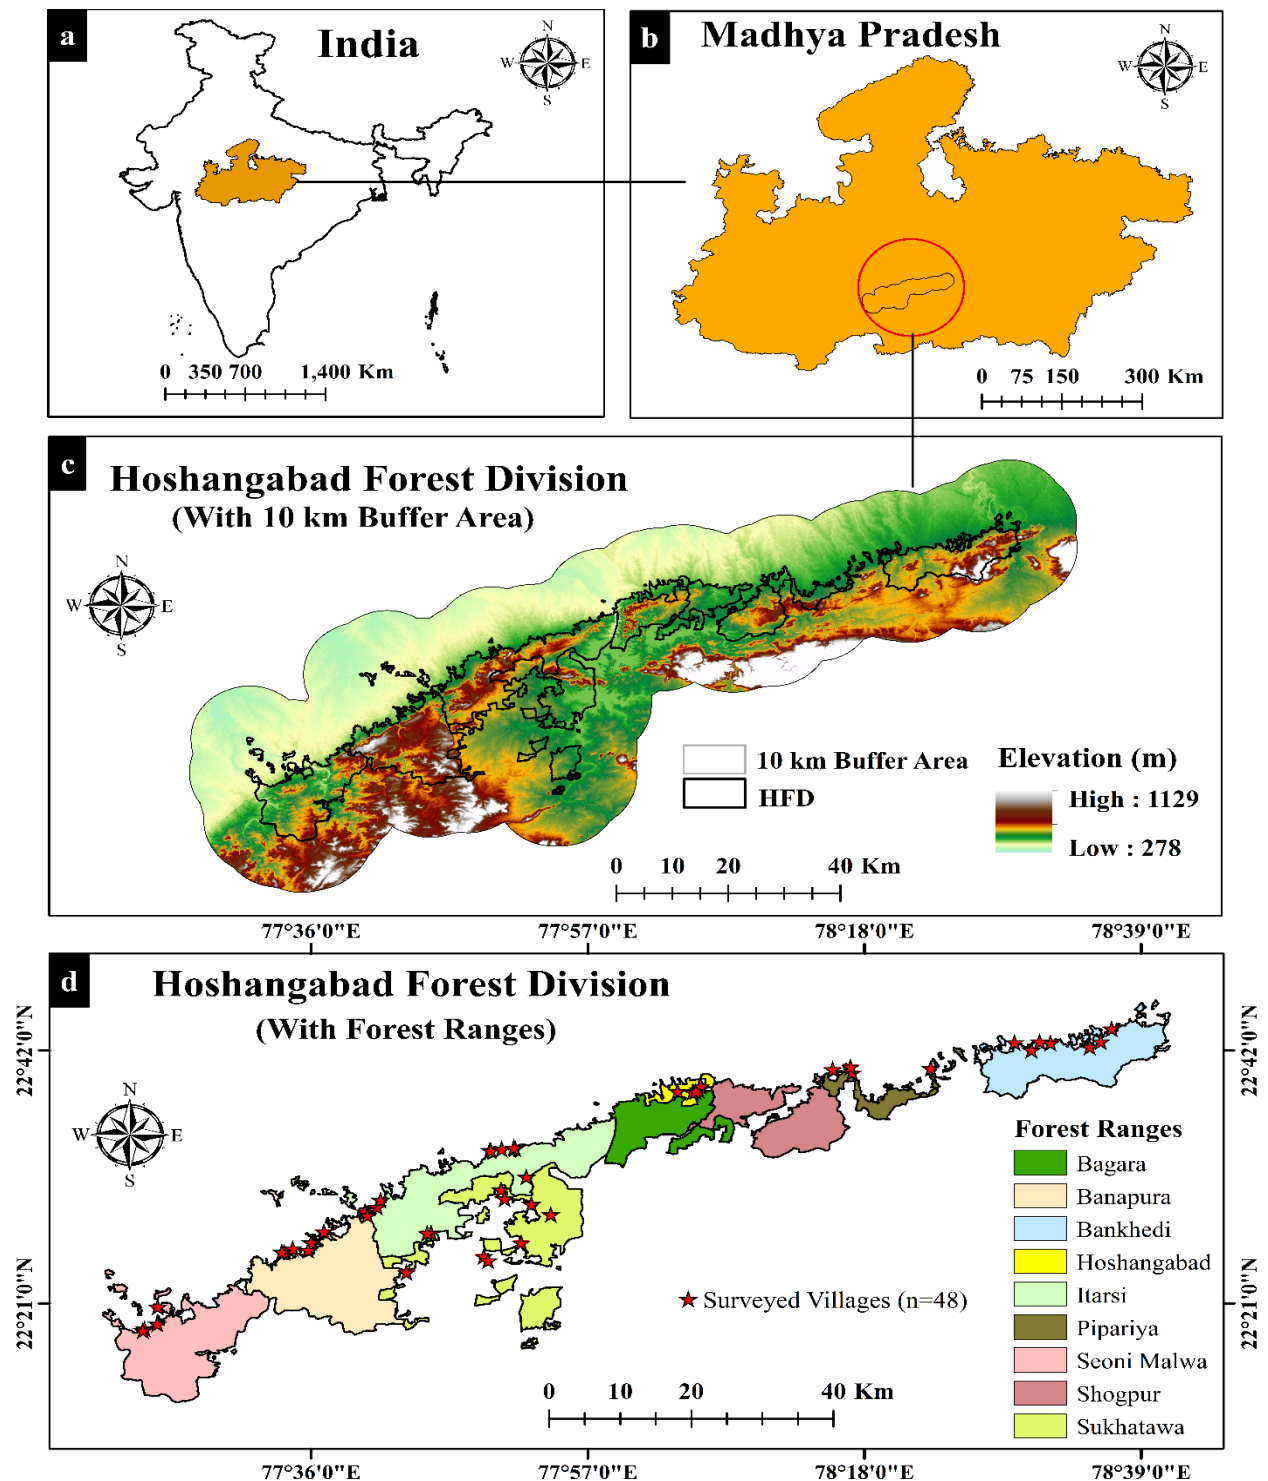 a
India
N
W
E
S
0 350 700 1,400 Km
b
Madhya Pradesh
N
W
E
S
0 75 150 300 Km
c
Hoshangabad Forest Division
(With 10 km Buffer Area)
N
W
E
S
10 km Buffer Area
HFD
Elevation (m)
High : 1129
Low : 278
0 10 20 40 Km
77°36'0"E 77°57'0"E 78°18'0"E 78°39'0"E
d
Hoshangabad Forest Division
(With Forest Ranges)
22°42'0"N
22°42'0"N
N
W
E
S
22°21'0"N
22°21'0"N
Surveyed Villages (n=48)
Forest Ranges
Bagara
Banapura
Bankhedi
Hoshangabad
Itarsi
Pipariya
Seoni Malwa
Shogpur
Sukhatawa
0 10 20 40 Km
77°36'0"E 77°57'0"E 78°18'0"E 78°39'0"E